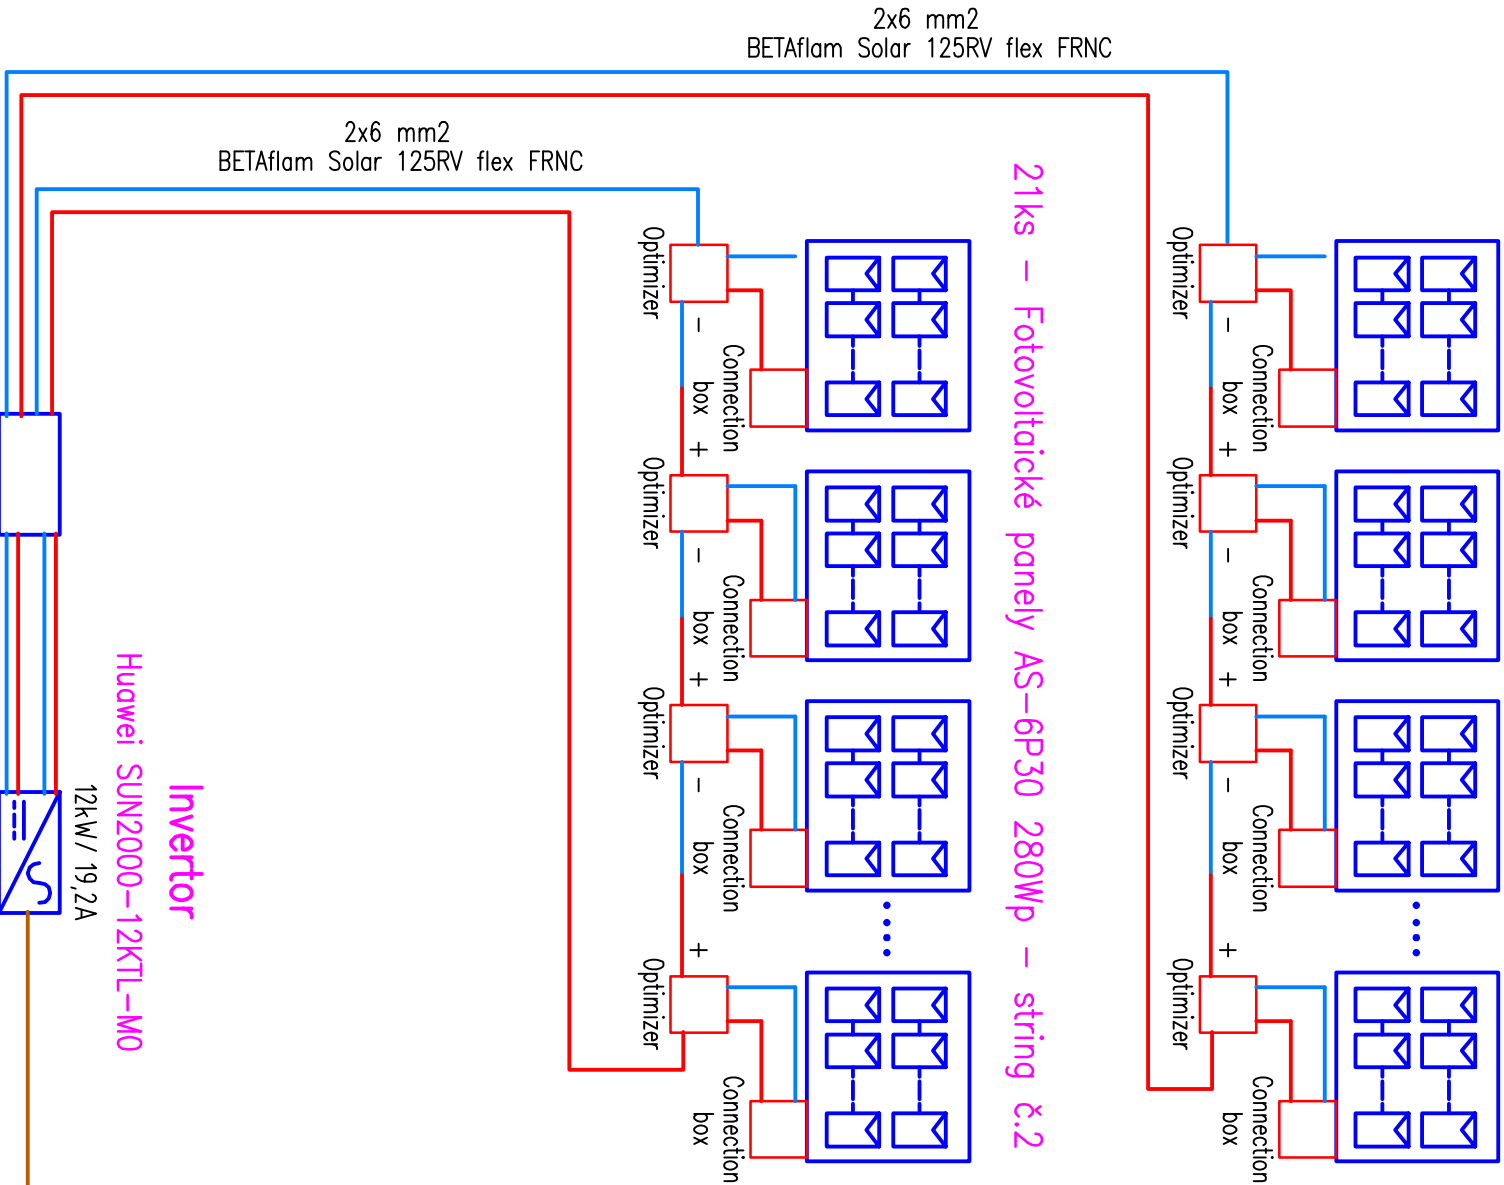 2x6 mm2
BETAflam Solar 125RV flex FRNC
2x6 mm2
BETAflam Solar 125RV flex FRNC
Optimizer
-
Connection
box
+
Optimizer
-
Connection
box
+
Optimizer
-
Connection
box
+
Optimizer
Connection
box
21ks - Fotovoltaické panely AS-6P30 280Wp - string č.2
Optimizer
-
Connection
box
+
Optimizer
-
Connection
box
+
Optimizer
-
Connection
box
+
Optimizer
Connection
box
Invertor
Huawei SUN2000-12KTL-M0
12kW/ 19,2A